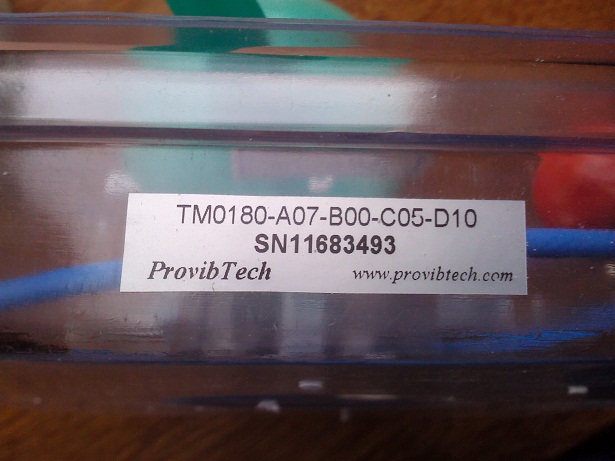 TM0180-A07-B00-C05-D10
SN11683493
ProvibTech www.provibtech.com